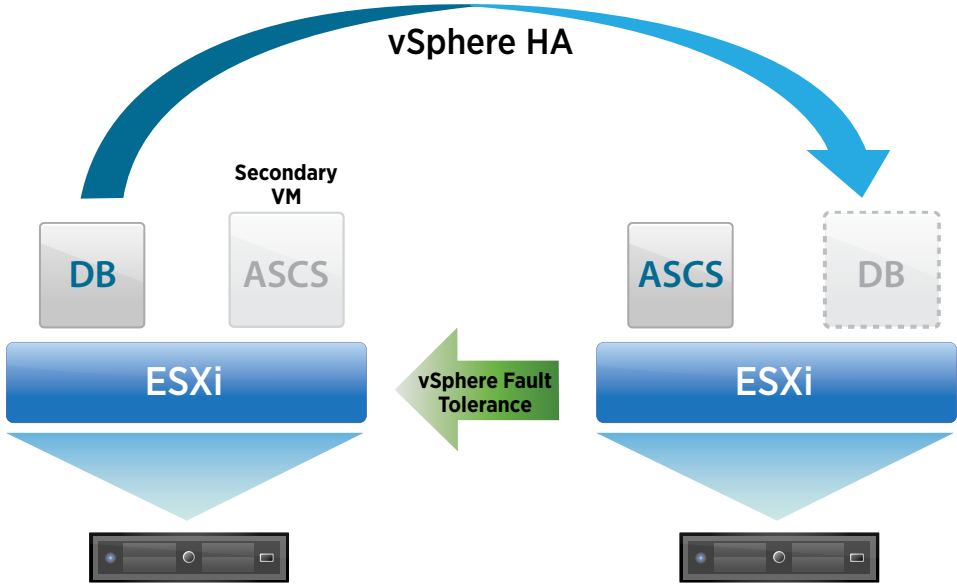 vSphere HA
Secondary
VM
DB
ASCS
ASCS
DB
ESXi
vSphere Fault
Tolerance
ESXi